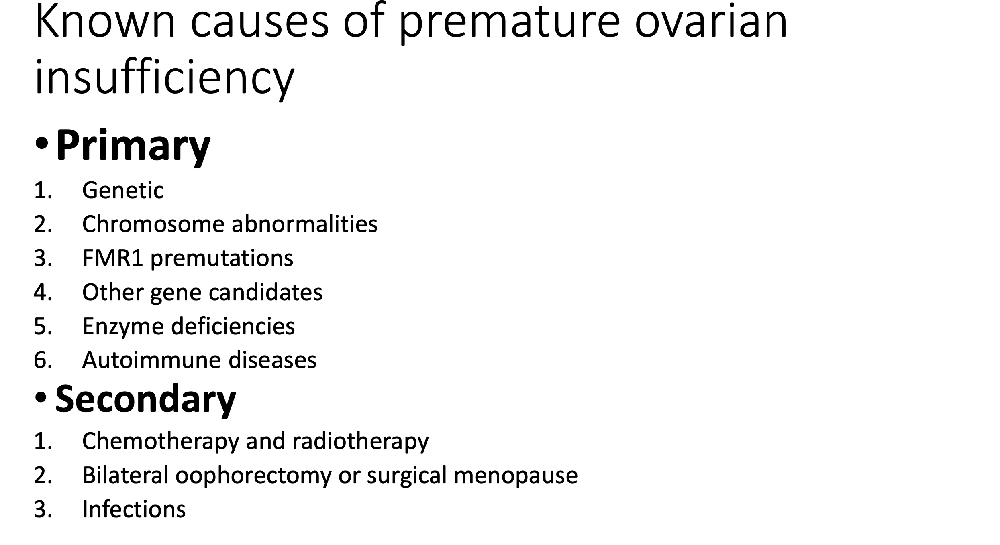 Known causes of premature ovarian
insufficiency
• Primary
1. Genetic
2. Chromosome abnormalities
3. FMR1 premutations
4. Other gene candidates
5. Enzyme deficiencies
6. Autoimmune diseases
• Secondary
1. Chemotherapy and radiotherapy
2. Bilateral oophorectomy or surgical menopause
3. Infections